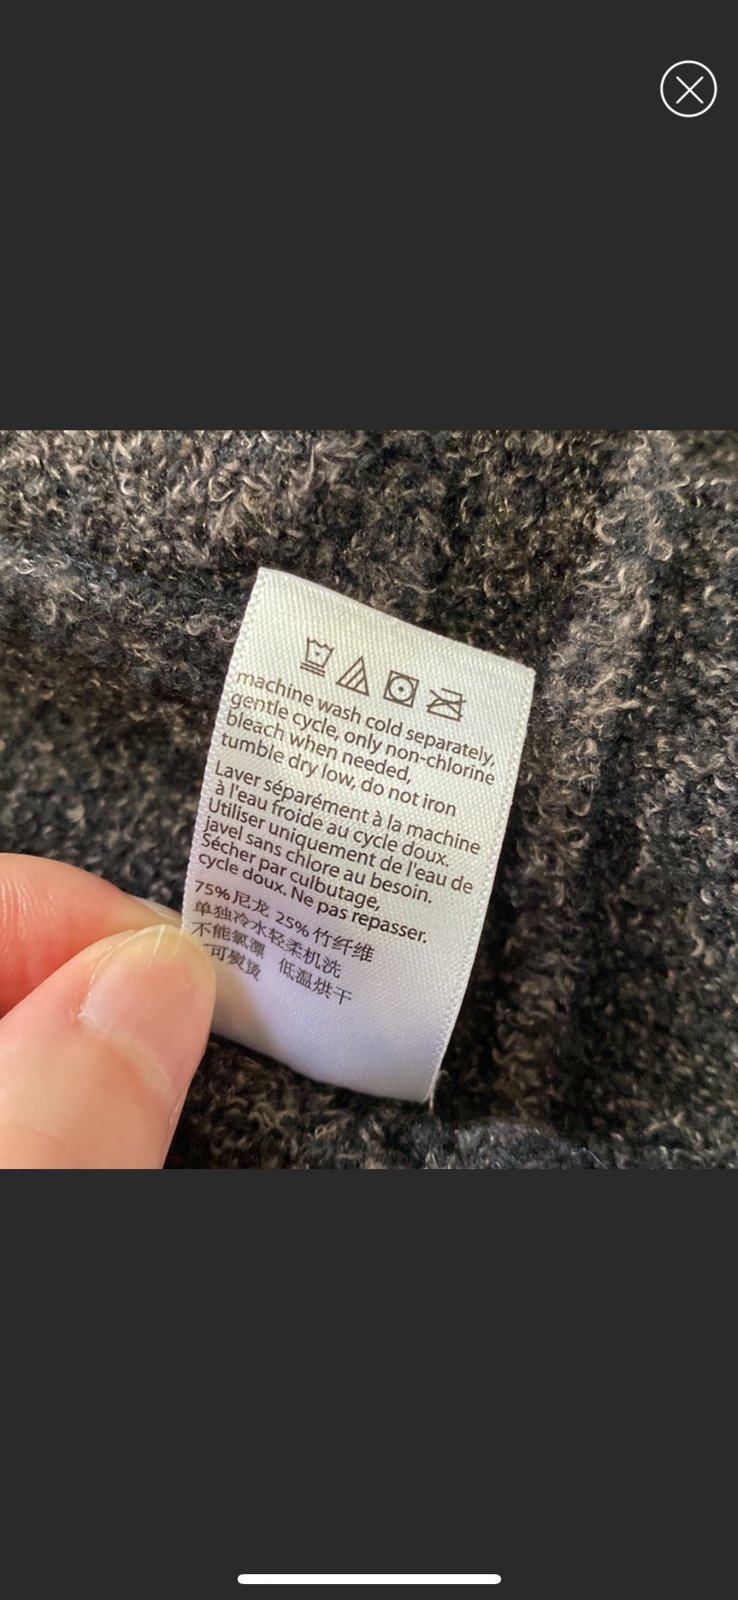 machine wash cold separately,
gentle cycle, only non-chlorine
bleach when needed,
tumble dry low, do not iron
Laver séparément à la machine
à l'eau froide au cycle doux.
Utiliser uniquement de l'eau de
javel sans chlore au besoin.
Sécher par culbutage,
cycle doux. Ne pas repasser.
75%尼龙 25%竹纤维
单独冷水轻柔机洗
不能氯漂 低温烘干
可熨烫